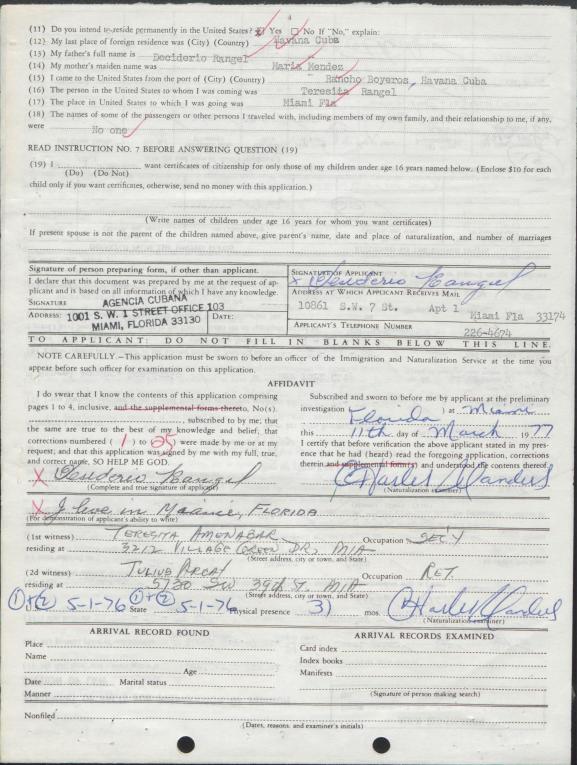 4
(11) Do you intend to reside permanently in the United States? Yes No If "No," explain:
(12) My last place of foreign residence was (City) (Country) Havana Cuba
(13) My father's full name is Deciderio Rangel
(14) My mother's maiden name was Maria Mendez
(15) I came to the United States from the port of (City) (Country) Rancho Boyeros, Havana Cuba
(16) The person in the United States to whom I was coming was Teresita Rangel
(17) The place in the United States to which I was going was Miami Fla
(18) The names of some of the passengers or other persons I traveled with, including members of my own family, and their relationship to me, if any,
were No one
READ INSTRUCTION NO. 7 BEFORE ANSWERING QUESTION (19)
(19) I want certificates of citizenship for only those of my children under age 16 years named below. (Enclose $10 for each
(Do) (Do Not)
child only if you want certificates, otherwise, send no money with this application.)
(Write names of children under age 16 years for whom you want certificates)
If present spouse is not the parent of the children named above, give parent's name, date and place of naturalization, and number of marriages
Signature of person preparing form, if other than applicant.
I declare that this document was prepared by me at the request of applicant and is based on all information of which I have any knowledge.
SIGNATURE AGENCIA CUBANA
ADDRESS: 1001 S. W. 1 STREET OFFICE 103
MIAMI, FLORIDA 33130 DATE:
SIGNATURE OF APPLICANT
x Desiderio Rangel
ADDRESS AT WHICH APPLICANT RECEIVES MAIL
10861 S.W. 7 St. Apt 1
Miami Fla 33174
APPLICANT'S TELEPHONE NUMBER
226-4674
TO APPLICANT: DO NOT FILL IN BLANKS BELOW THIS LINE.
NOTE CAREFULLY.—This application must be sworn to before an officer of the Immigration and Naturalization Service at the time you
appear before such officer for examination on this application.
AFFIDAVIT
I do swear that I know the contents of this application comprising
pages 1 to 4, inclusive, and the supplemental forms thereto, No(s).
, subscribed to by me; that
the same are true to the best of my knowledge and belief; that
corrections numbered (1) to (25) were made by me or at my
request; and that this application was signed by me with my full, true,
and correct name, SO HELP ME GOD.
X Desiderio Rangel
(Complete and true signature of applicant)
X I live in Miami, FLORIDA
(For demonstration of applicant's ability to write)
Subscribed and sworn to before me by applicant at the preliminary
investigation ( Florida ) at Miami
this 11th day of March, 1977
I certify that before verification the above applicant stated in my presence that he had (heard) read the foregoing application, corrections
therein and supplemental form(s) and understood the contents thereof.
Charles Sanders
(Naturalization examiner)
(1st witness) TERESITA AMENABAR Occupation SEC'Y
residing at 3212 VILLAGE GREEN DR, MIA
(Street address, city or town, and State)
(2d witness) Occupation RET.
residing at 5730 SW 39th ST. MIA
(Street address, city or town, and State)
1+2 5-1-76 State 1+2 5-1-76 Physical presence 31 mos. Charles Sanders
(Naturalization examiner)
ARRIVAL RECORD FOUND
Place
Name
Age
Date Marital status
Manner
ARRIVAL RECORDS EXAMINED
Card index
Index books
Manifests
(Signature of person making search)
Nonfiled
(Dates, reasons, and examiner's initials)